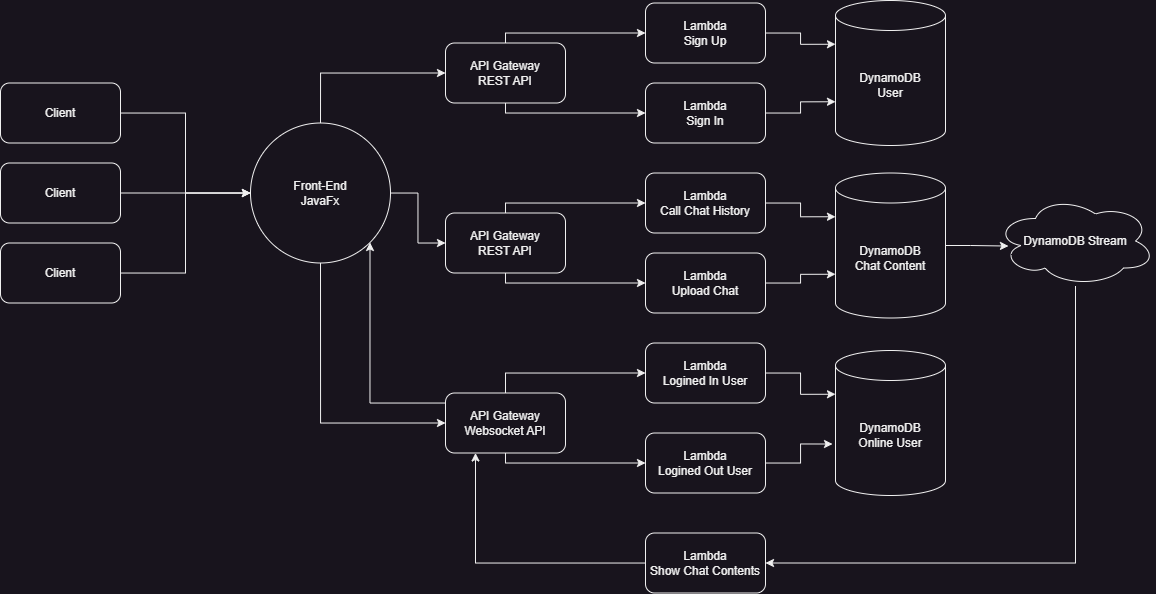 Lambda
Sign Up
API Gateway
REST API
DynamoDB
User
Client
Lambda
Sign In
Client
Front-End
JavaFx
Lambda
Call Chat History
API Gateway
REST API
DynamoDB
Chat Content
DynamoDB Stream
Client
Lambda
Upload Chat
Lambda
Logined In User
API Gateway
Websocket API
DynamoDB
Online User
Lambda
Logined Out User
Lambda
Show Chat Contents